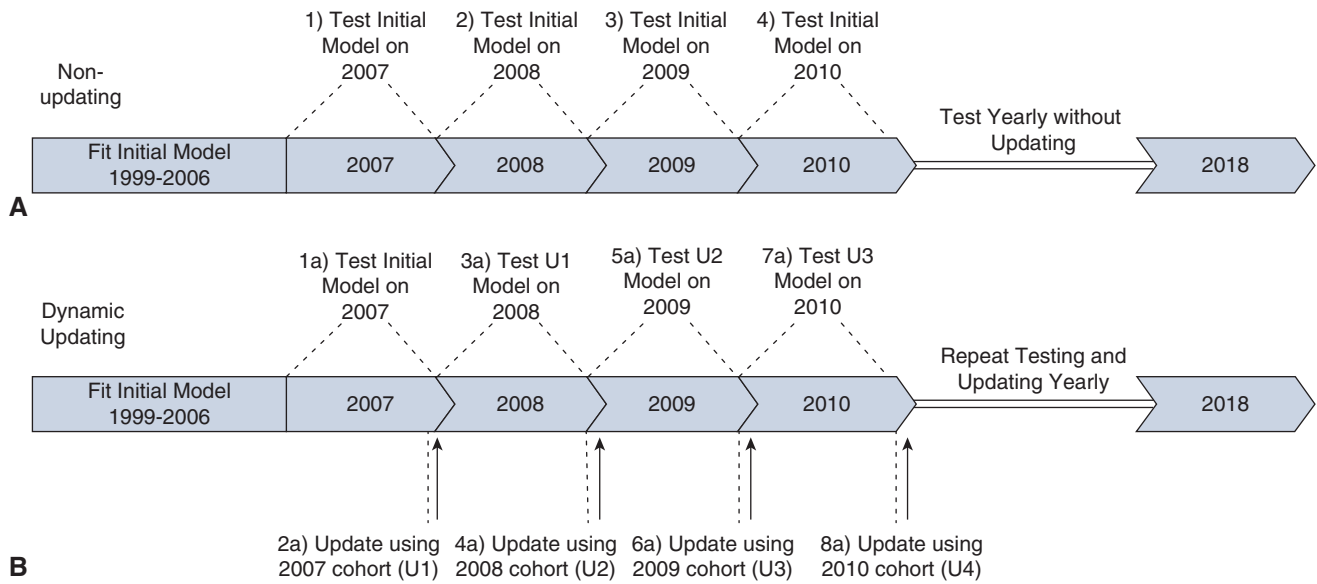 1) Test Initial
Model on
2007
2) Test Initial
Model on
2008
3) Test Initial
Model on
2009
4) Test Initial
Model on
2010
Non-
updating
Test Yearly without
Updating
Fit Initial Model
1999-2006
2007
2008
2009
2010
2018
A
1a) Test Initial
Model on
2007
3a) Test U1
Model on
2008
5a) Test U2
Model on
2009
7a) Test U3
Model on
2010
Dynamic
Updating
Repeat Testing and
Updating Yearly
Fit Initial Model
1999-2006
2007
2008
2009
2010
2018
2a) Update using
2007 cohort (U1)
4a) Update using
2008 cohort (U2)
6a) Update using
2009 cohort (U3)
8a) Update using
2010 cohort (U4)
B